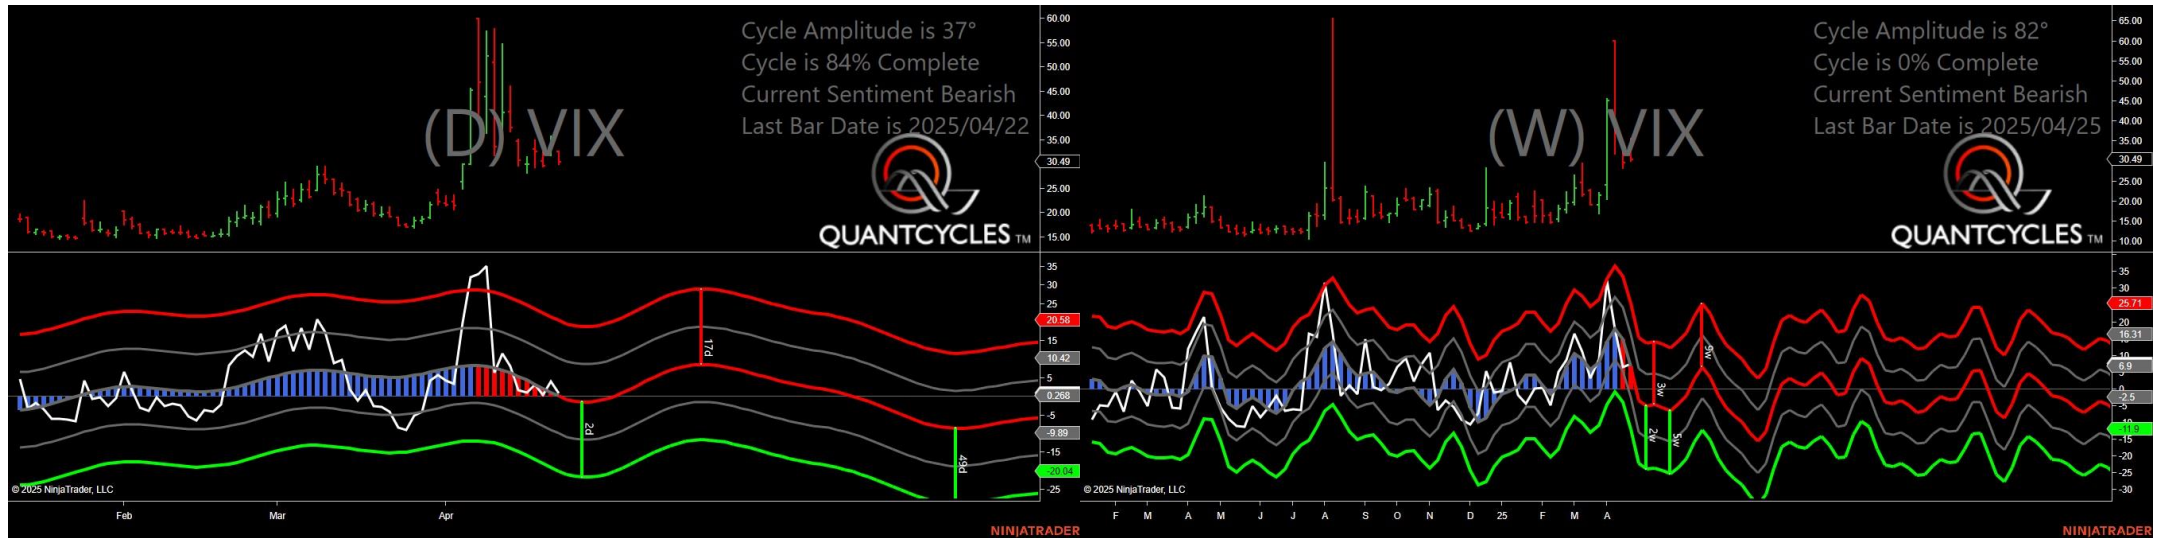 Cycle Amplitude is 37°
Cycle is 84% Complete
Current Sentiment Bearish
Last Bar Date is 2025/04/22
(D) VIX
QUANTCYCLES TM
60.00
55.00
50.00
45.00
40.00
35.00
30.49
25.00
20.00
15.00
35
30
25
20.58
15
10.42
5
0.268
-5
-9.89
-15
-20.04
-25
2d
17d
49d
© 2025 NinjaTrader, LLC
Feb Mar Apr
NINJATRADER
Cycle Amplitude is 82°
Cycle is 0% Complete
Current Sentiment Bearish
Last Bar Date is 2025/04/25
(W) VIX
QUANTCYCLES TM
65.00
60.00
55.00
50.00
45.00
40.00
35.00
30.49
25.00
20.00
15.00
10.00
35
30
25.71
20
16.31
10
6.9
0
-2.5
-5
-11.9
-15
-20
-25
-30
3w
2w
5w
9w
© 2025 NinjaTrader, LLC
F M A M J J A S O N D 25 F M A
NINJATRADER